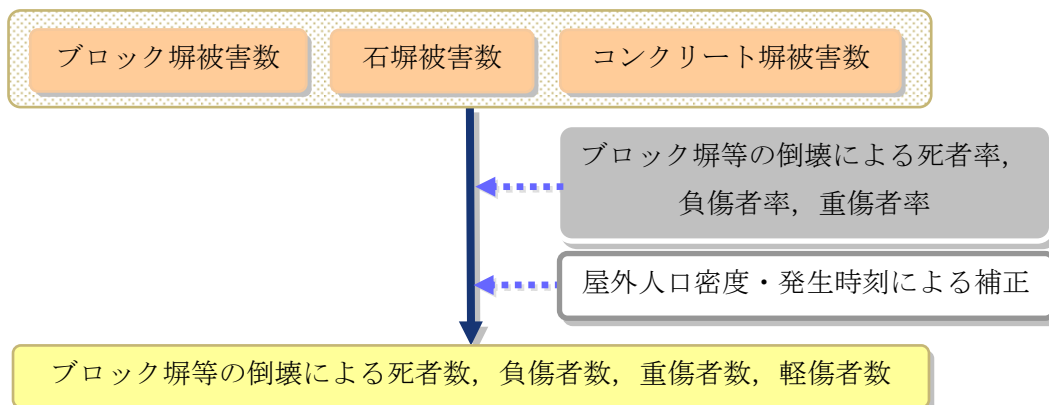 ブロック塀被害数
石塀被害数
コンクリート塀被害数
ブロック塀等の倒壊による死者率，
負傷者率，重傷者率
屋外人口密度・発生時刻による補正
ブロック塀等の倒壊による死者数，負傷者数，重傷者数，軽傷者数